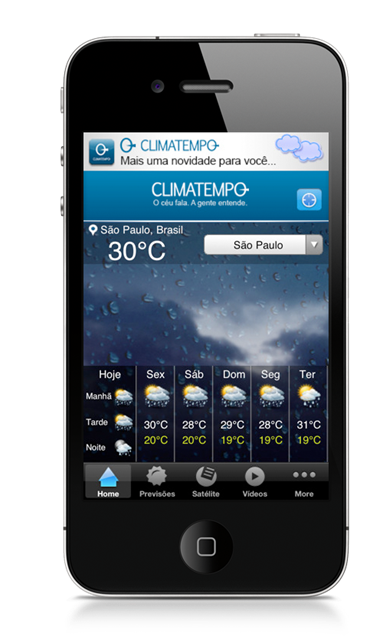 CLIMATEMPO
CLIMATEMPO
Mais uma novidade para você...
CLIMATEMPO
O céu fala. A gente entende.
São Paulo, Brasil
30°C
São Paulo
Hoje Sex Sáb Dom Seg Ter
Manhã
Tarde 30°C 28°C 29°C 28°C 31°C
20°C 20°C 19°C 19°C 19°C
Noite
Home Previsões Satélite Vídeos More